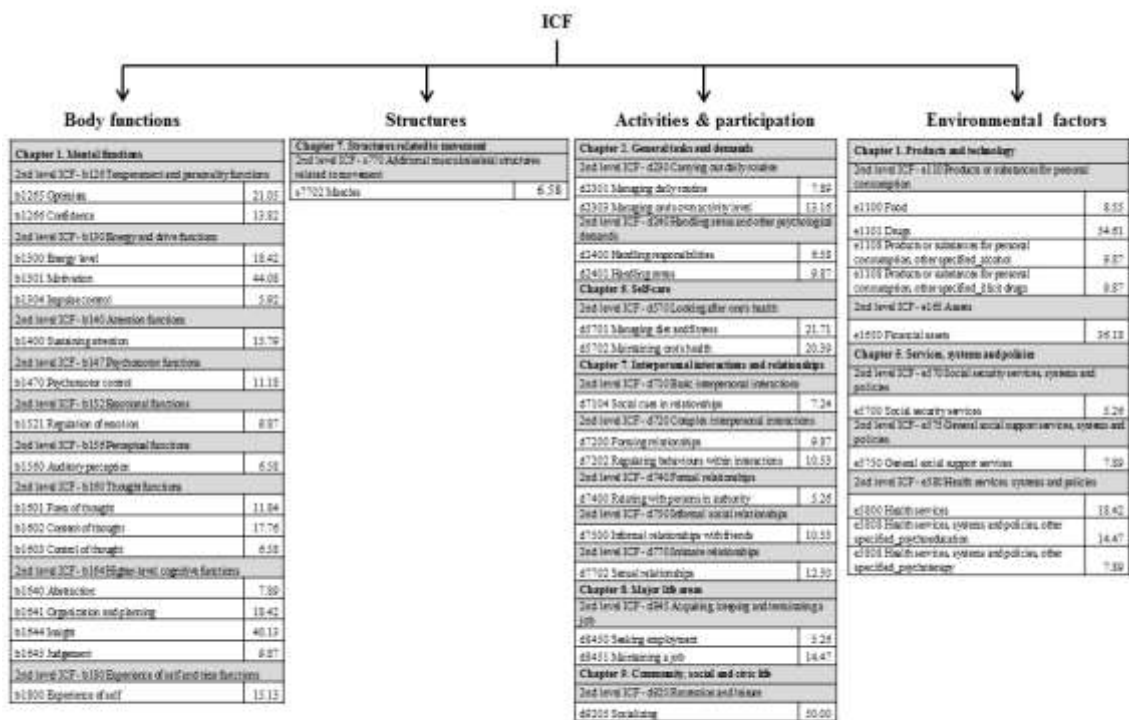 ICF
Body functions
Structures
Activities & participation
Environmental factors
Chapter 1. Mental functions
2nd level ICF - b126 Temperament and personality functions
b1265 Optimism 21.05
b1266 Confidence 13.82
2nd level ICF - b130 Energy and drive functions
b1300 Energy level 18.42
b1301 Motivation 44.08
b1304 Impulse control 5.92
2nd level ICF - b140 Attention functions
b1400 Sustaining attention 15.79
2nd level ICF - b147 Psychomotor functions
b1470 Psychomotor control 11.18
2nd level ICF - b152 Emotional functions
b1521 Regulation of emotion 9.87
2nd level ICF - b156 Perceptual functions
b1560 Auditory perception 6.58
2nd level ICF - b160 Thought functions
b1601 Form of thought 11.84
b1602 Content of thought 17.76
b1603 Control of thought 6.58
2nd level ICF - b164 Higher-level cognitive functions
b1640 Abstraction 7.89
b1641 Organization and planning 18.42
b1644 Insight 40.13
b1645 Judgement 9.87
2nd level ICF - b180 Experience of self and time functions
b1800 Experience of self 15.13
Chapter 7. Structures related to movement
2nd level ICF - s770 Additional musculoskeletal structures
related to movement
s7702 Muscles 6.58
Chapter 2. General tasks and demands
2nd level ICF - d230 Carrying out daily routine
d2301 Managing daily routine 7.89
d2303 Managing one's own activity level 13.16
2nd level ICF - d240 Handling stress and other psychological
demands
d2400 Handling responsibilities 6.58
d2401 Handling stress 9.87
Chapter 5. Self-care
2nd level ICF - d570 Looking after one's health
d5701 Managing diet and fitness 21.71
d5702 Maintaining one's health 20.39
Chapter 7. Interpersonal interactions and relationships
2nd level ICF - d710 Basic interpersonal interactions
d7104 Social cues in relationships 7.24
2nd level ICF - d720 Complex interpersonal interactions
d7200 Forming relationships 9.87
d7202 Regulating behaviours within interactions 10.53
2nd level ICF - d740 Formal relationships
d7400 Relating with persons in authority 5.26
2nd level ICF - d750 Informal social relationships
d7500 Informal relationships with friends 10.53
2nd level ICF - d770 Intimate relationships
d7702 Sexual relationships 12.50
Chapter 8. Major life areas
2nd level ICF - d845 Acquiring, keeping and terminating a
job
d8450 Seeking employment 5.26
d8451 Maintaining a job 14.47
Chapter 9. Community, social and civic life
2nd level ICF - d920 Recreation and leisure
d9205 Socializing 50.00
Chapter 1. Products and technology
2nd level ICF - e110 Products or substances for personal
consumption
e1100 Food 8.55
e1101 Drugs 54.61
e1108 Products or substances for personal
consumption, other specified_alcohol 9.87
e1108 Products or substances for personal
consumption, other specified_illicit drugs 9.87
2nd level ICF - e165 Assets
e1650 Financial assets 36.18
Chapter 5. Services, systems and policies
2nd level ICF - e570 Social security services, systems and
policies
e5700 Social security services 5.26
2nd level ICF - e575 General social support services, systems and
policies
e5750 General social support services 7.89
2nd level ICF - e580 Health services, systems and policies
e5800 Health services 18.42
e5808 Health services, systems and policies, other
specified_psychoeducation 14.47
e5808 Health services, systems and policies, other
specified_psychotherapy 7.89